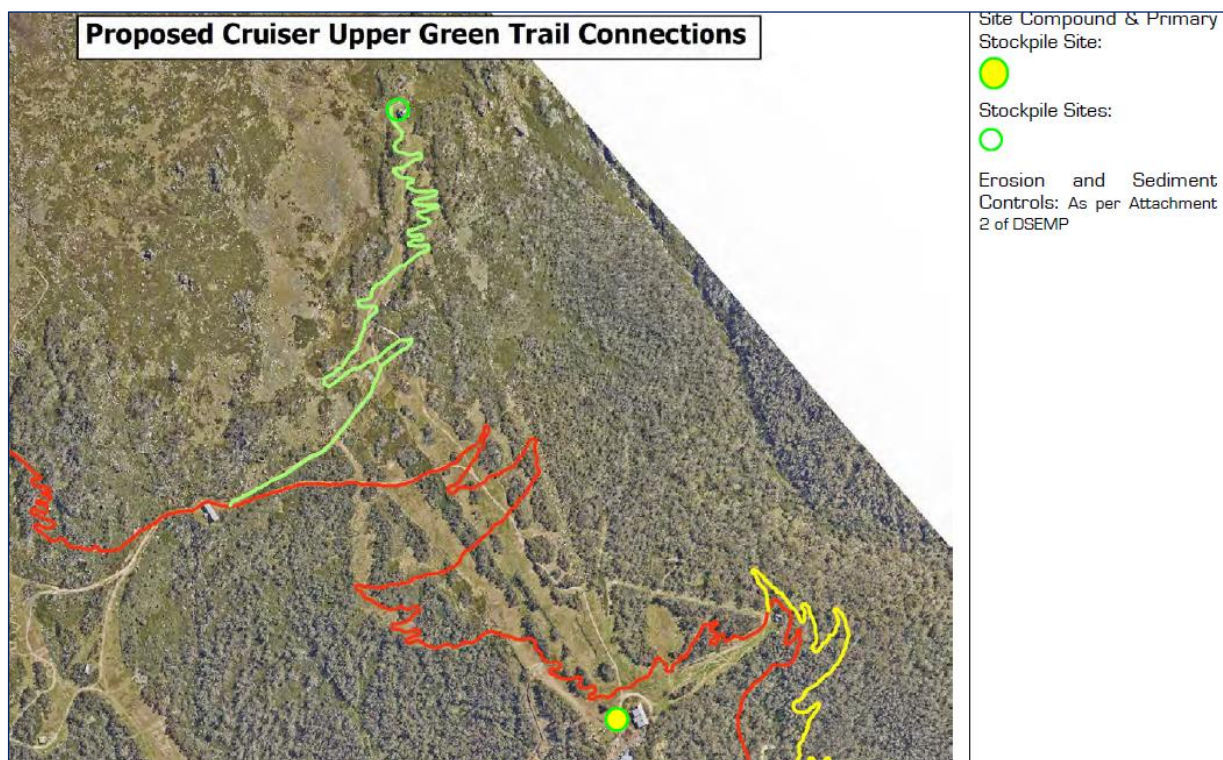 Proposed Cruiser Upper Green Trail Connections
Site Compound & Primary
Stockpile Site:
Stockpile Sites:
Erosion and Sediment
Controls: As per Attachment
2 of DSEMP